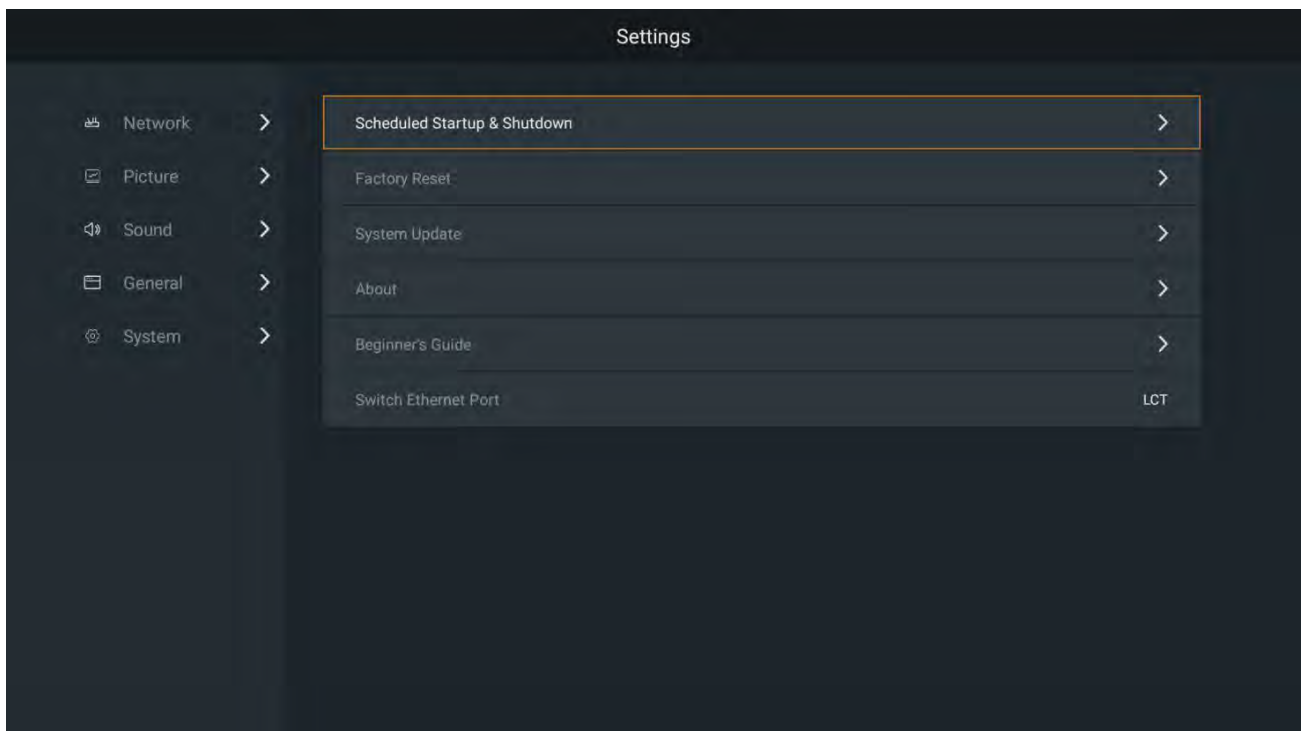 Settings
Network
Picture
Sound
General
System
Scheduled Startup & Shutdown
Factory Reset
System Update
About
Beginner's Guide
Switch Ethernet Port LCT